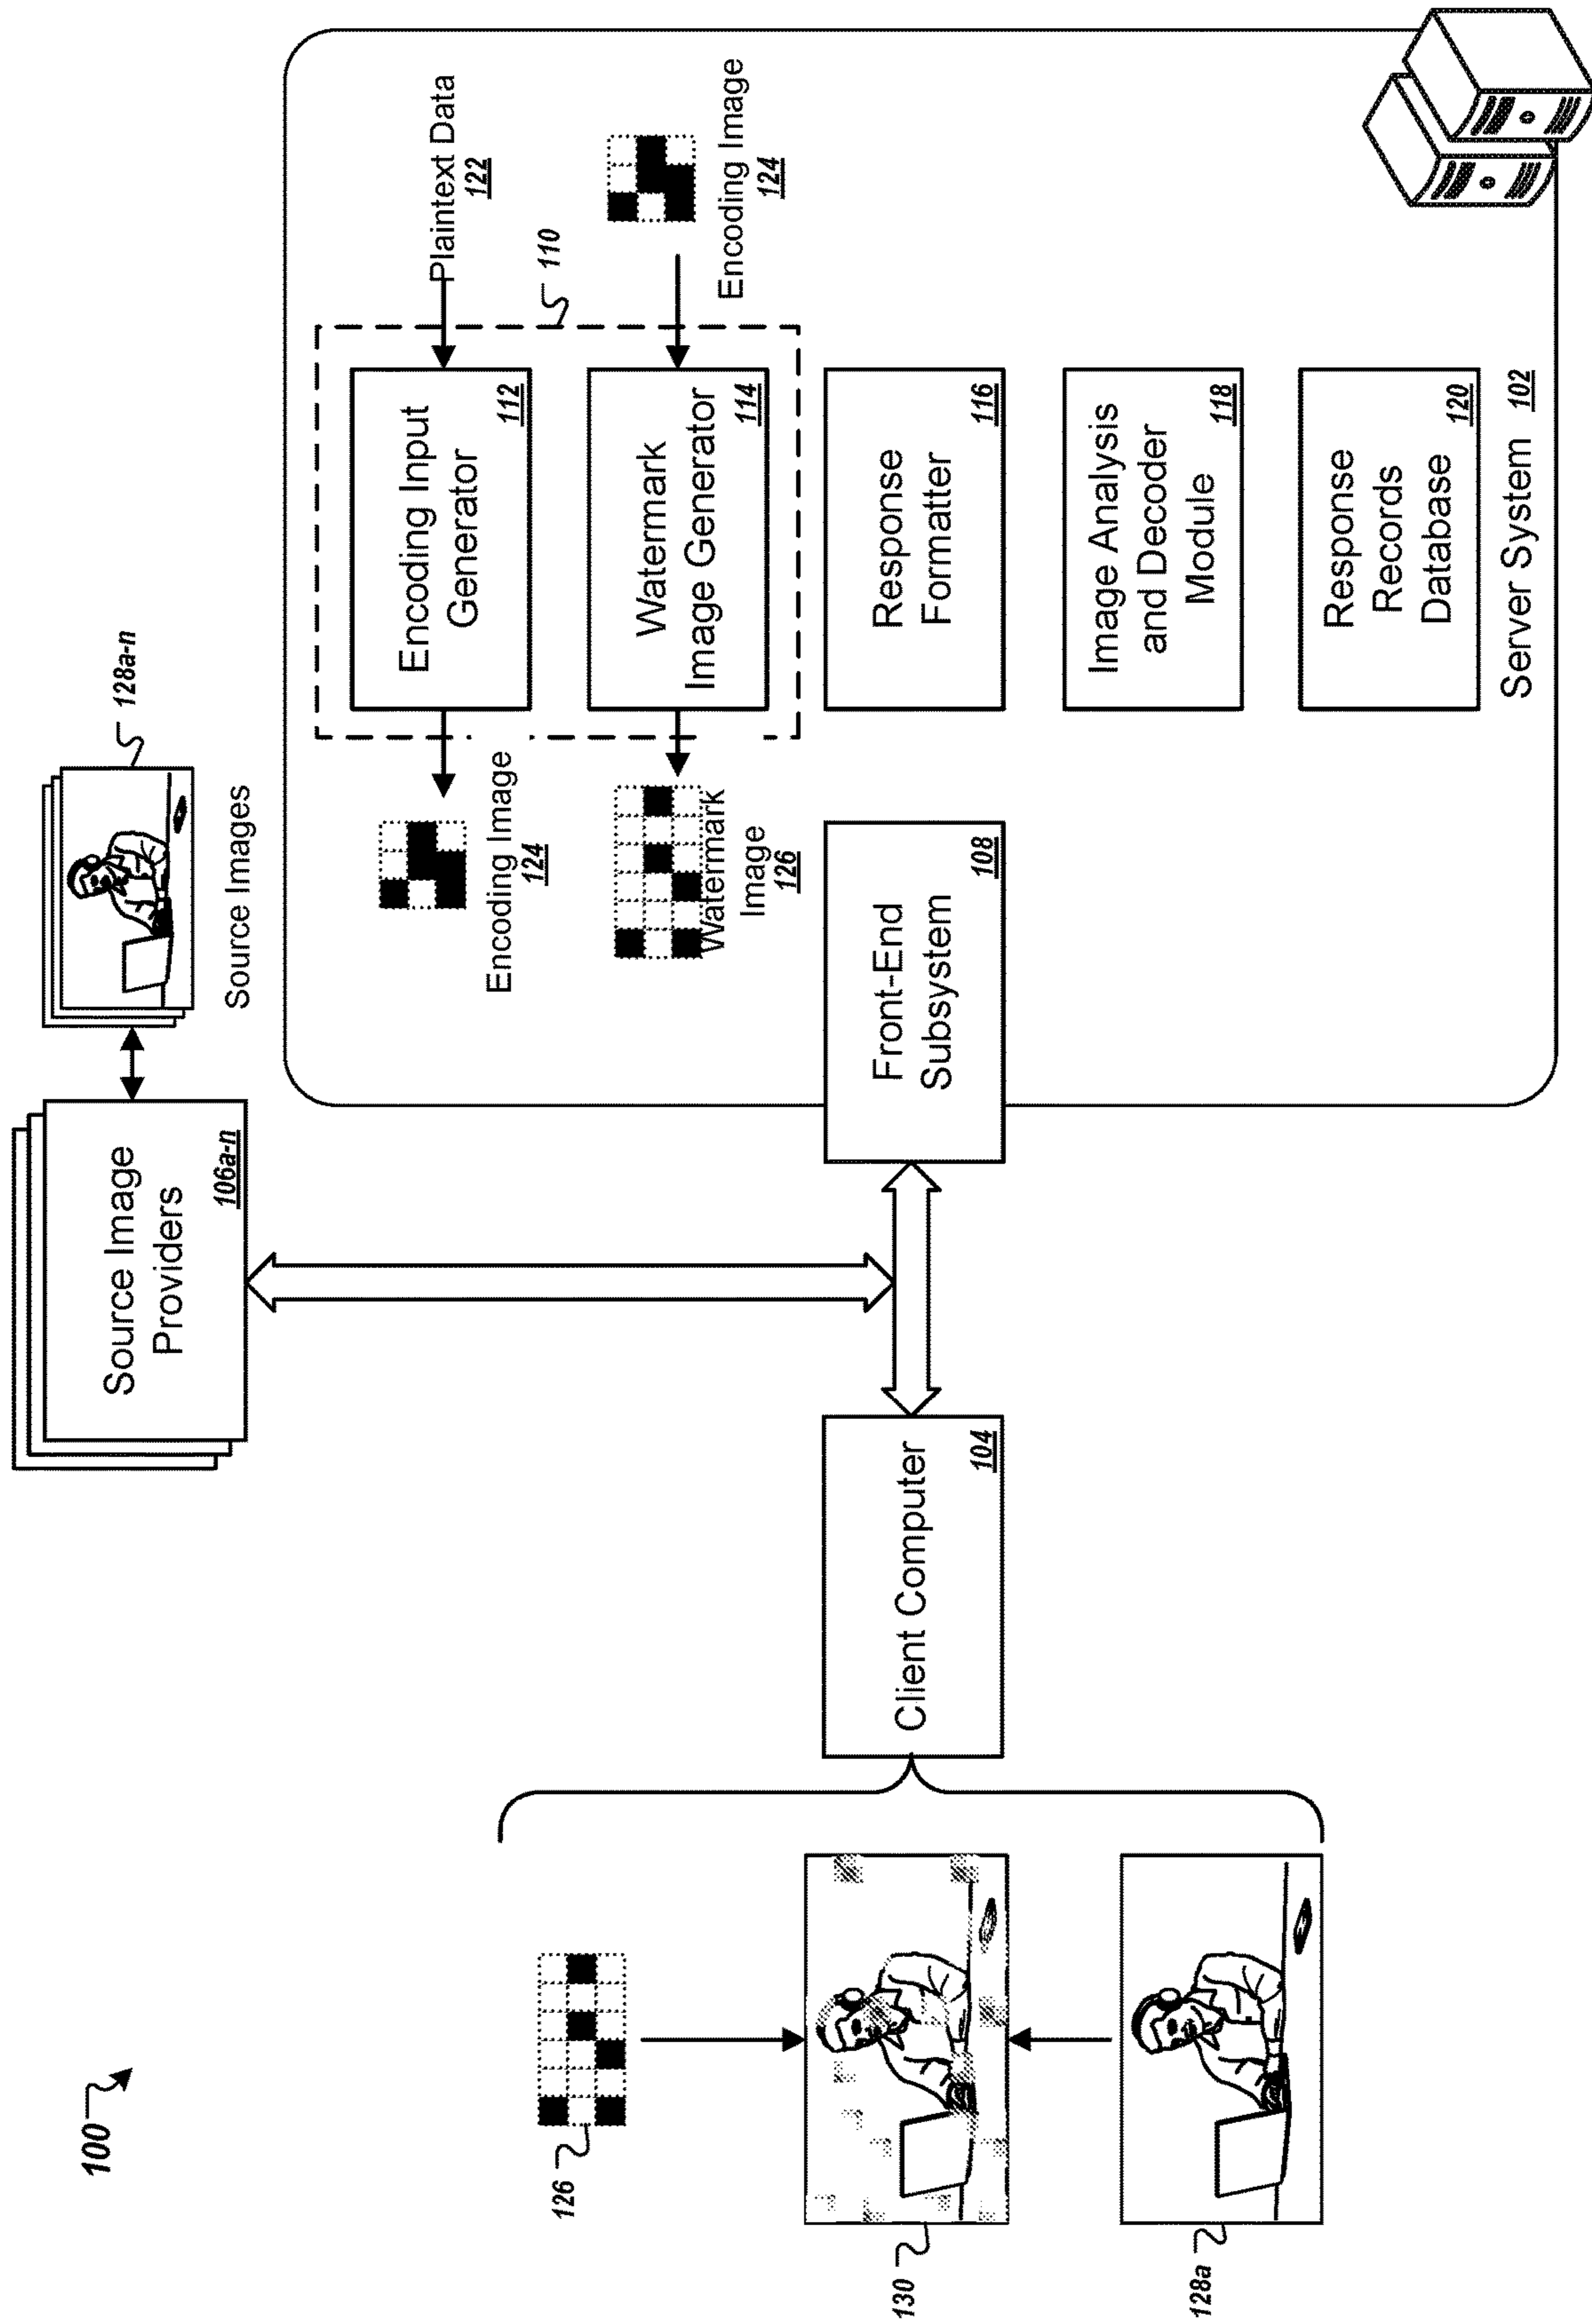 100
Source Image
Providers
106a-n
128a-n
Source Images
126
130
128a
Client Computer
104
Front-End
Subsystem
108
Encoding Image
124
Watermark
Image
126
Encoding Input
Generator
112
Watermark
Image Generator
114
110
Plaintext Data
122
Encoding Image
124
Response
Formatter
116
Image Analysis
and Decoder
Module
118
Response
Records
Database
120
Server System 102